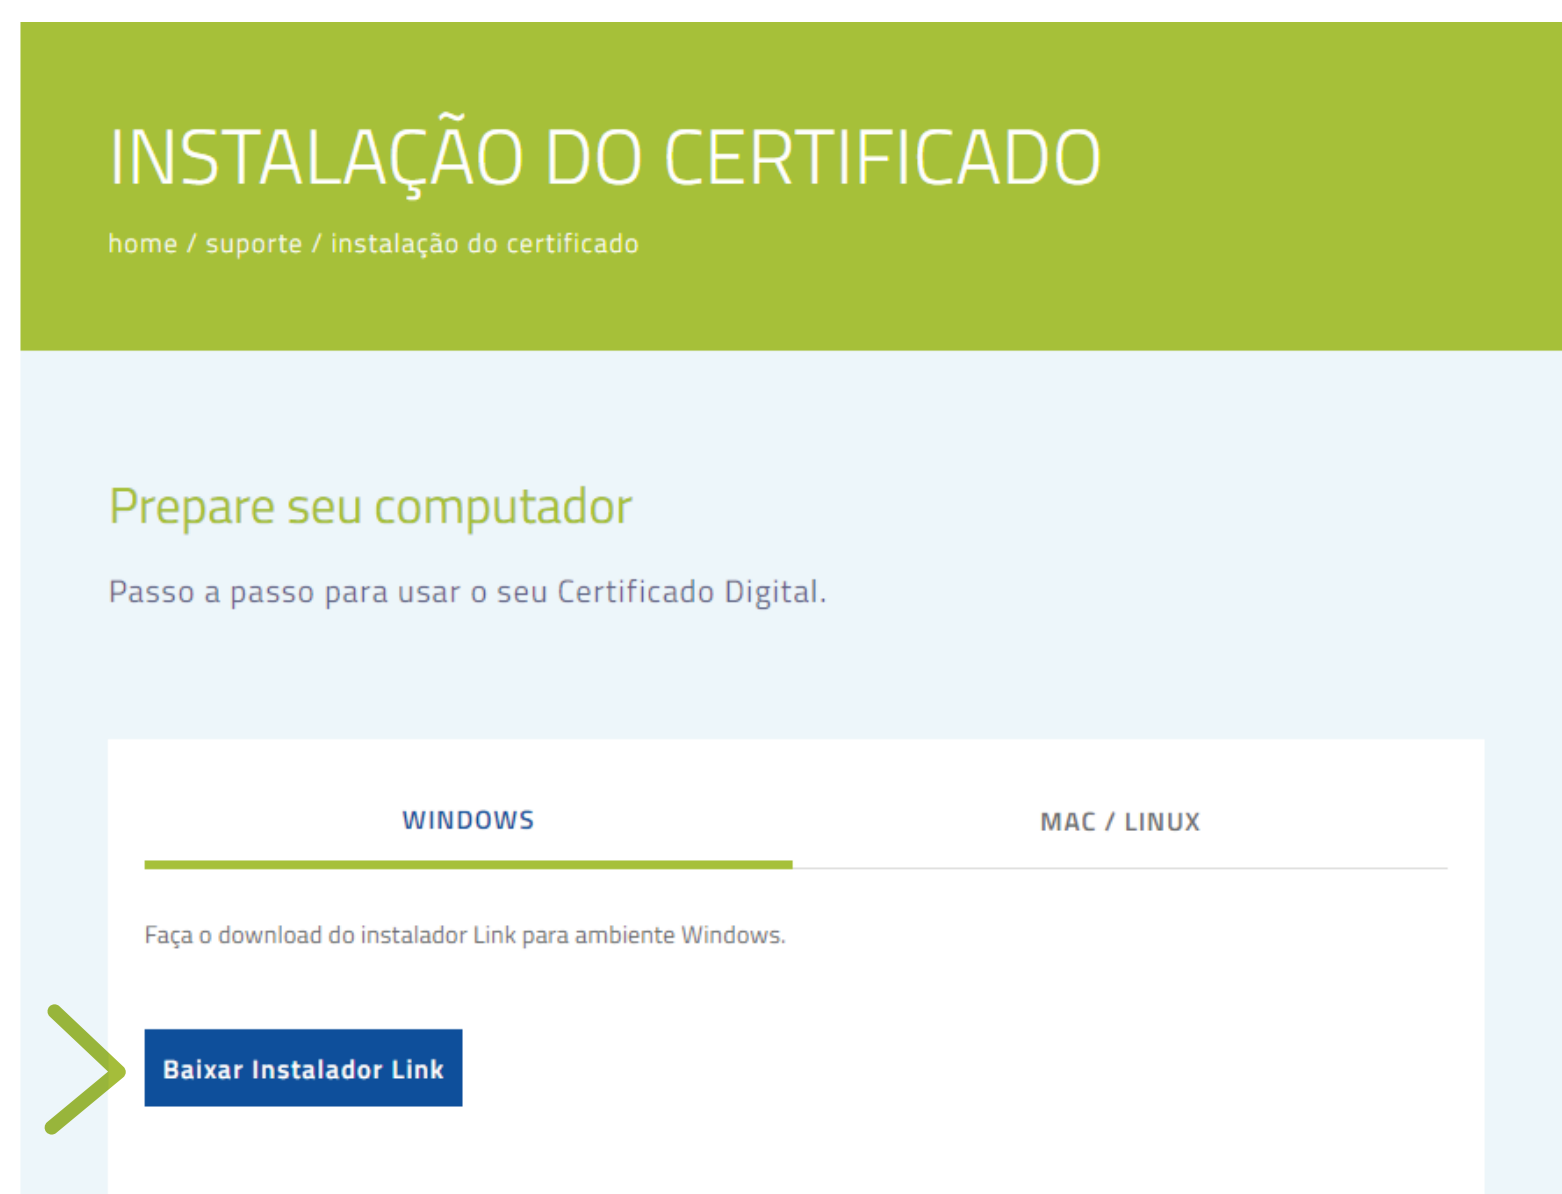 INSTALAÇÃO DO CERTIFICADO
home / suporte / instalação do certificado
Prepare seu computador
Passo a passo para usar o seu Certificado Digital.
WINDOWS
MAC / LINUX
Faça o download do instalador Link para ambiente Windows.
Baixar Instalador Link